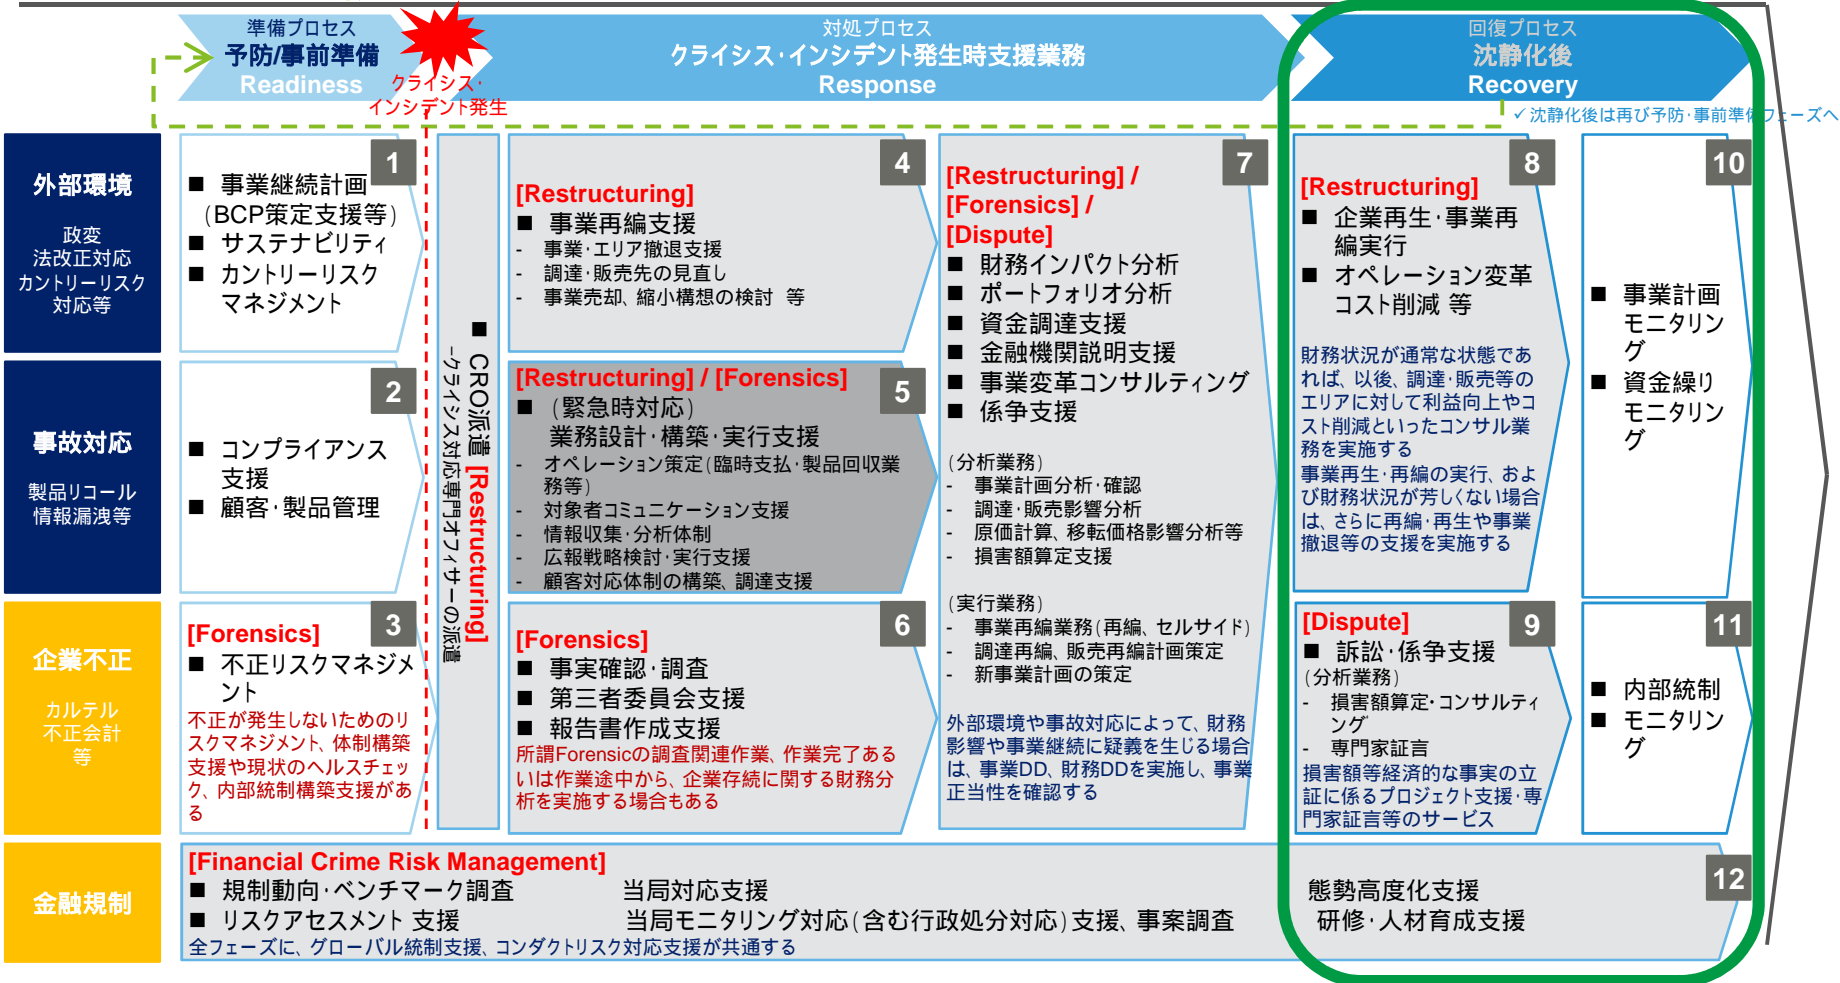 準備プロセス
予防/事前準備
Readiness
クライシス・
インシデント発生
対処プロセス
クライシス・インシデント発生時支援業務
Response
回復プロセス
沈静化後
Recovery
✓沈静化後は再び予防・事前準備フェーズへ
外部環境
政変
法改正対応
カントリーリスク
対応等
事故対応
製品リコール
情報漏洩等
企業不正
カルテル
不正会計
等
金融規制
1
■ 事業継続計画
(BCP策定支援等)
■ サステナビリティ
■ カントリーリスク
マネジメント
2
■ コンプライアンス
支援
■ 顧客・製品管理
[Forensics]
3
■ 不正リスクマネジメ
ント
不正が発生しないためのリ
スクマネジメント、体制構築
支援や現状のヘルスチェッ
ク、内部統制構築支援があ
る
■ CRO派遣 [Restructuring]
-クライシス対応専門オフィサーの派遣
4
[Restructuring]
■ 事業再編支援
- 事業・エリア撤退支援
- 調達・販売先の見直し
- 事業売却、縮小構想の検討 等
[Restructuring] / [Forensics]
5
■ (緊急時対応)
業務設計・構築・実行支援
- オペレーション策定(臨時支払・製品回収業
務等)
- 対象者コミュニケーション支援
- 情報収集・分析体制
- 広報戦略検討・実行支援
- 顧客対応体制の構築、調達支援
6
[Forensics]
■ 事実確認・調査
■ 第三者委員会支援
■ 報告書作成支援
所謂Forensicの調査関連作業、作業完了ある
いは作業途中から、企業存続に関する財務分
析を実施する場合もある
7
[Restructuring] /
[Forensics] /
[Dispute]
■ 財務インパクト分析
■ ポートフォリオ分析
■ 資金調達支援
■ 金融機関説明支援
■ 事業変革コンサルティング
■ 係争支援
(分析業務)
- 事業計画分析・確認
- 調達・販売影響分析
- 原価計算、移転価格影響分析等
- 損害額算定支援
(実行業務)
- 事業再編業務(再編、セルサイド)
- 調達再編、販売再編計画策定
- 新事業計画の策定
外部環境や事故対応によって、財務
影響や事業継続に疑義を生じる場合
は、事業DD、財務DDを実施し、事業
正当性を確認する
8
[Restructuring]
■ 企業再生・事業再
編実行
■ オペレーション変革
コスト削減 等
財務状況が通常な状態であ
れば、以後、調達・販売等の
エリアに対して利益向上やコ
スト削減といったコンサル業
務を実施する
事業再生・再編の実行、およ
び財務状況が芳しくない場合
は、さらに再編・再生や事業
撤退等の支援を実施する
[Dispute]
9
■ 訴訟・係争支援
(分析業務)
- 損害額算定・コンサルティ
ング
- 専門家証言
損害額等経済的な事実の立
証に係るプロジェクト支援・専
門家証言等のサービス
10
■ 事業計画
モニタリン
グ
■ 資金繰り
モニタリン
グ
11
■ 内部統制
■ モニタリン
グ
[Financial Crime Risk Management]
12
■ 規制動向・ベンチマーク調査 当局対応支援 態勢高度化支援
■ リスクアセスメント 支援 当局モニタリング対応(含む行政処分対応)支援、事案調査 研修・人材育成支援
全フェーズに、グローバル統制支援、コンダクトリスク対応支援が共通する